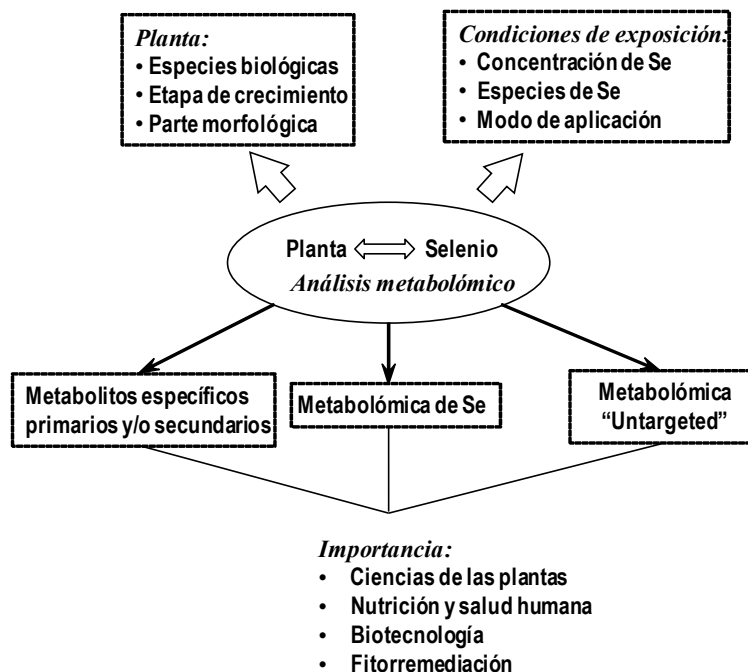 Planta:
• Especies biológicas
• Etapa de crecimiento
• Parte morfológica
Condiciones de exposición:
• Concentración de Se
• Especies de Se
• Modo de aplicación
Planta Selenio
Análisis metabolómico
Metabolitos específicos
primarios y/o secundarios
Metabolómica de Se
Metabolómica
“Untargeted”
Importancia:
• Ciencias de las plantas
• Nutrición y salud humana
• Biotecnología
• Fitorremediación